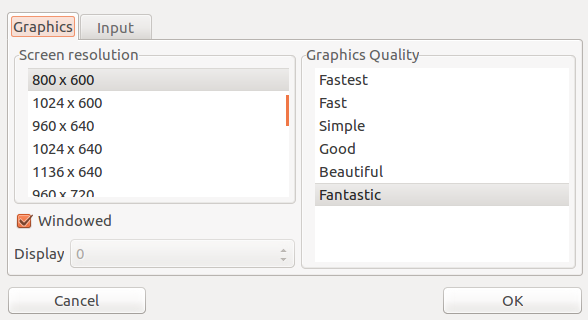 Graphics
Input
Screen resolution
800 x 600
1024 x 600
960 x 640
1024 x 640
1136 x 640
960 x 720
Windowed
Display 0
Graphics Quality
Fastest
Fast
Simple
Good
Beautiful
Fantastic
Cancel
OK